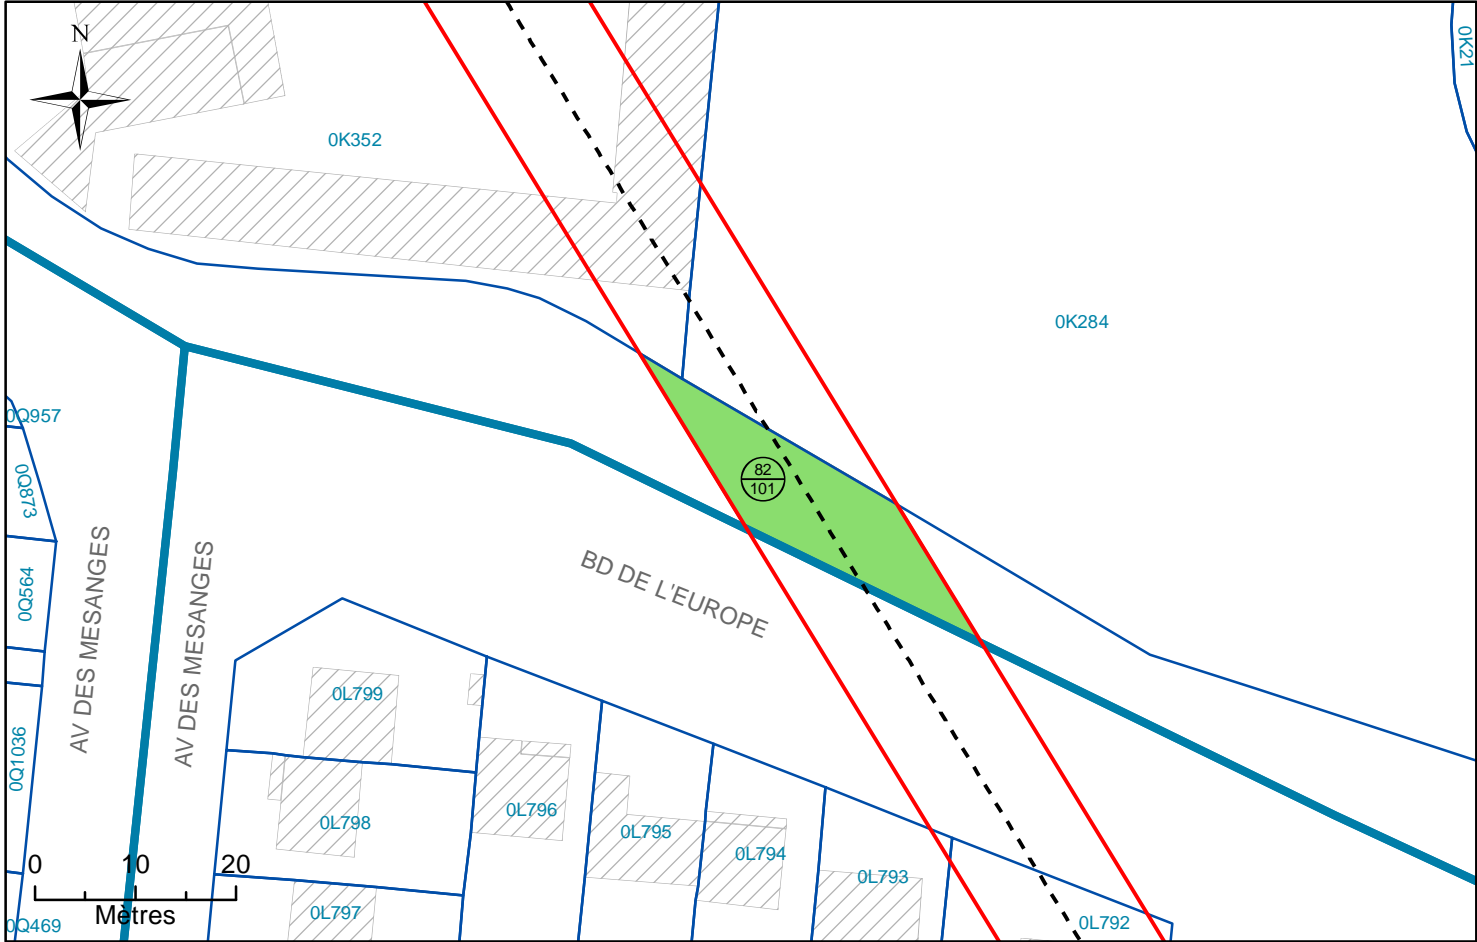 N
0K352
0K21
0K284
0Q957
0Q873
82
101
BD DE L'EUROPE
0Q564
AV DES MESANGES
AV DES MESANGES
0L799
0Q1036
0L796
0L798
0L795
0L794
0L793
0 10 20
Mètres
0L797
0L792
0Q469